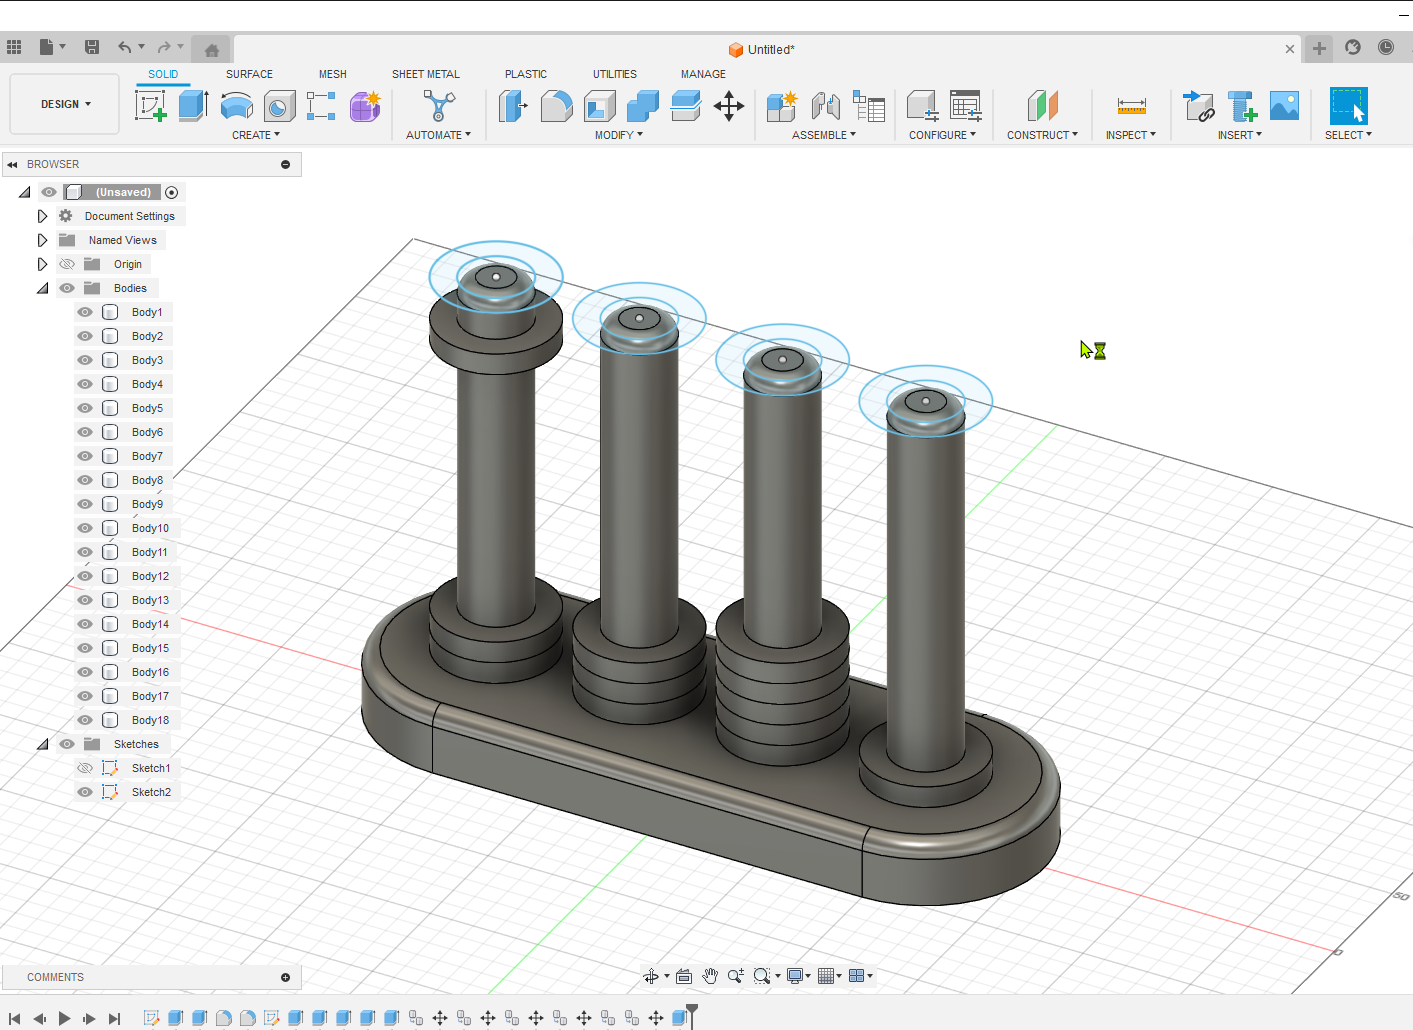 Untitled*
SOLID SURFACE MESH SHEET METAL PLASTIC UTILITIES MANAGE
DESIGN
CREATE AUTOMATE MODIFY ASSEMBLE CONFIGURE CONSTRUCT INSPECT INSERT SELECT
BROWSER
(Unsaved)
Document Settings
Named Views
Origin
Bodies
Body1
Body2
Body3
Body4
Body5
Body6
Body7
Body8
Body9
Body10
Body11
Body12
Body13
Body14
Body15
Body16
Body17
Body18
Sketches
Sketch1
Sketch2
50
0
COMMENTS